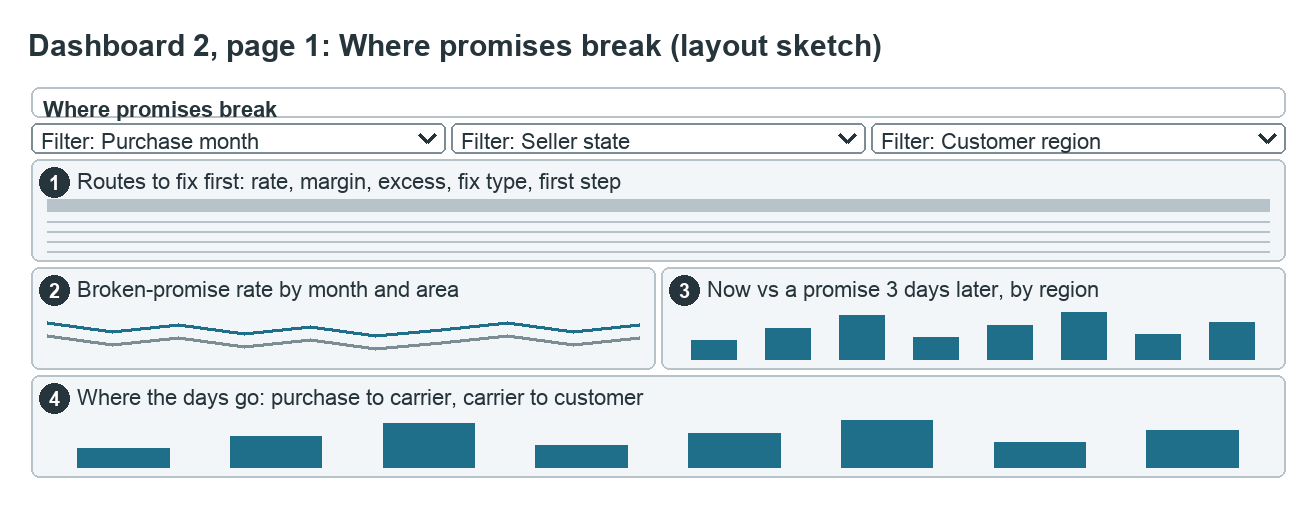 Dashboard 2, page 1: Where promises break (layout sketch)
Where promises break
Filter: Purchase month
Filter: Seller state
Filter: Customer region
1 Routes to fix first: rate, margin, excess, fix type, first step
2 Broken-promise rate by month and area
3 Now vs a promise 3 days later, by region
4 Where the days go: purchase to carrier, carrier to customer